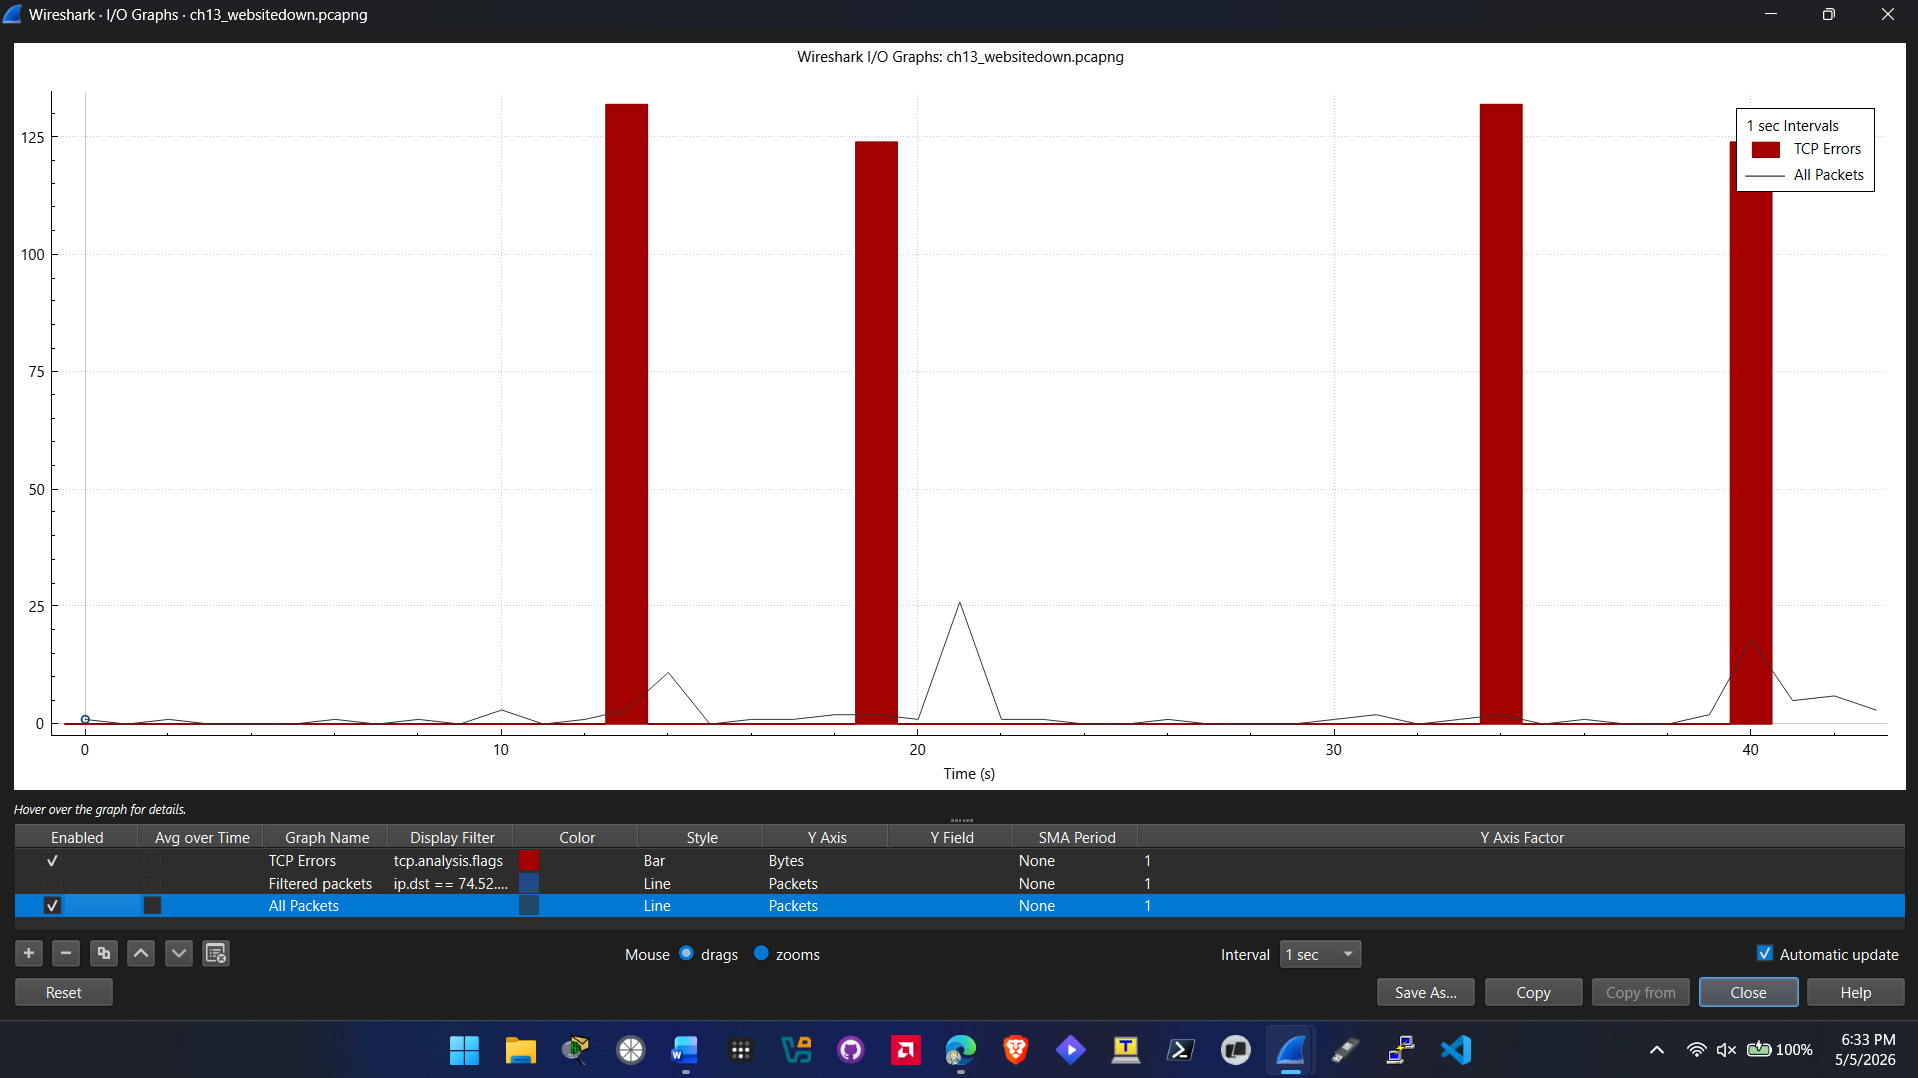 Wireshark · I/O Graphs · ch13_websitedown.pcapng
Wireshark I/O Graphs: ch13_websitedown.pcapng
125
100
75
50
25
0
1 sec Intervals
TCP Errors
All Packets
0 10 20 30 40
Time (s)
Hover over the graph for details.
Enabled Avg over Time Graph Name Display Filter Color Style Y Axis Y Field SMA Period Y Axis Factor
TCP Errors tcp.analysis.flags Bar Bytes None 1
Filtered packets ip.dst == 74.52.... Line Packets None 1
All Packets Line Packets None 1
Mouse drags zooms Interval 1 sec Automatic update
Reset Save As... Copy Copy from Close Help
100% 6:33 PM
5/5/2026